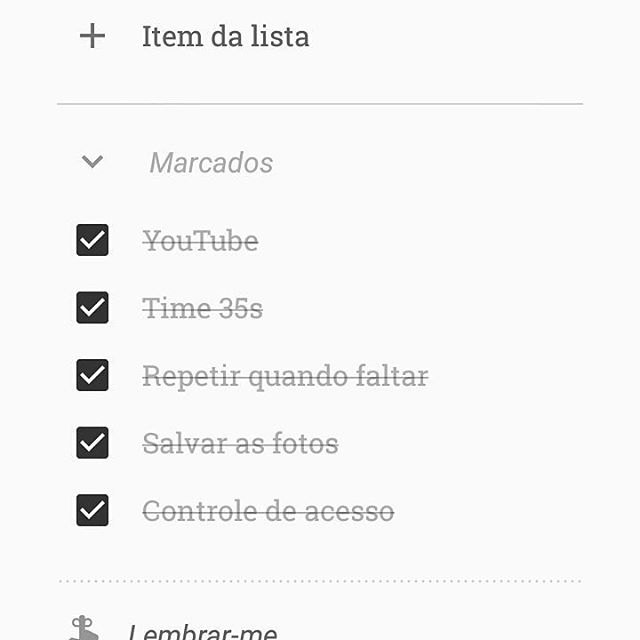 Item da lista
Marcados
YouTube
Time 35s
Repetir quando faltar
Salvar as fotos
Controle de acesso
Lembrar-me